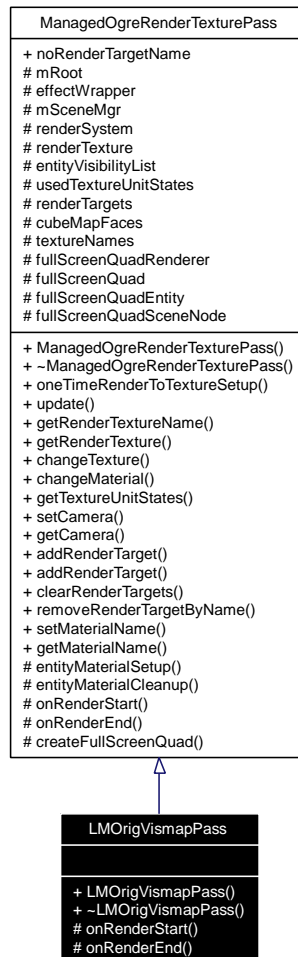 ManagedOgreRenderTexturePass
+ noRenderTargetName
# mRoot
# effectWrapper
# mSceneMgr
# renderSystem
# renderTexture
# entityVisibilityList
# usedTextureUnitStates
# renderTargets
# cubeMapFaces
# textureNames
# fullScreenQuadRenderer
# fullScreenQuad
# fullScreenQuadEntity
# fullScreenQuadSceneNode
+ ManagedOgreRenderTexturePass()
+ ~ManagedOgreRenderTexturePass()
+ oneTimeRenderToTextureSetup()
+ update()
+ getRenderTextureName()
+ getRenderTexture()
+ changeTexture()
+ changeMaterial()
+ getTextureUnitStates()
+ setCamera()
+ getCamera()
+ addRenderTarget()
+ addRenderTarget()
+ clearRenderTargets()
+ removeRenderTargetByName()
+ setMaterialName()
+ getMaterialName()
# entityMaterialSetup()
# entityMaterialCleanup()
# onRenderStart()
# onRenderEnd()
# createFullScreenQuad()
LMOrigVismapPass
+ LMOrigVismapPass()
+ ~LMOrigVismapPass()
# onRenderStart()
# onRenderEnd()